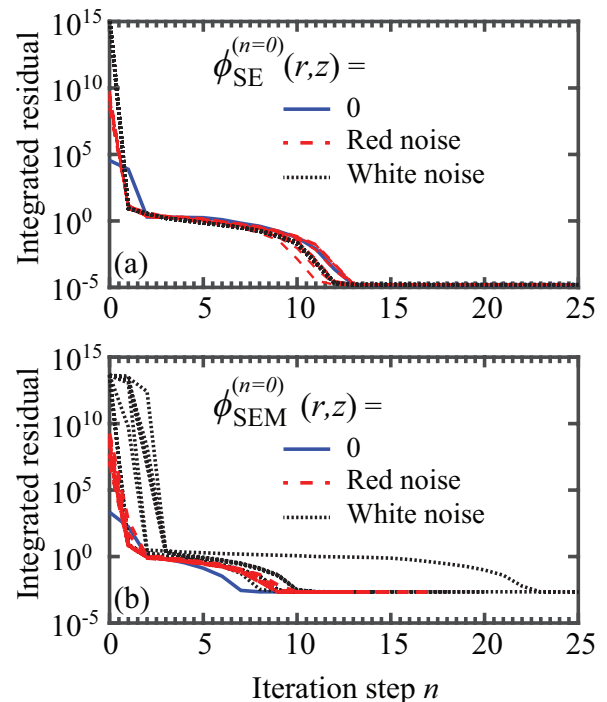 10^15
10^10
10^5
10^0
10^-5
Integrated residual
ϕ_SE^(n=0) (r,z) =
0
Red noise
White noise
(a)
0 5 10 15 20 25
10^15
10^10
10^5
10^0
10^-5
Integrated residual
ϕ_SEM^(n=0) (r,z) =
0
Red noise
White noise
(b)
0 5 10 15 20 25
Iteration step n